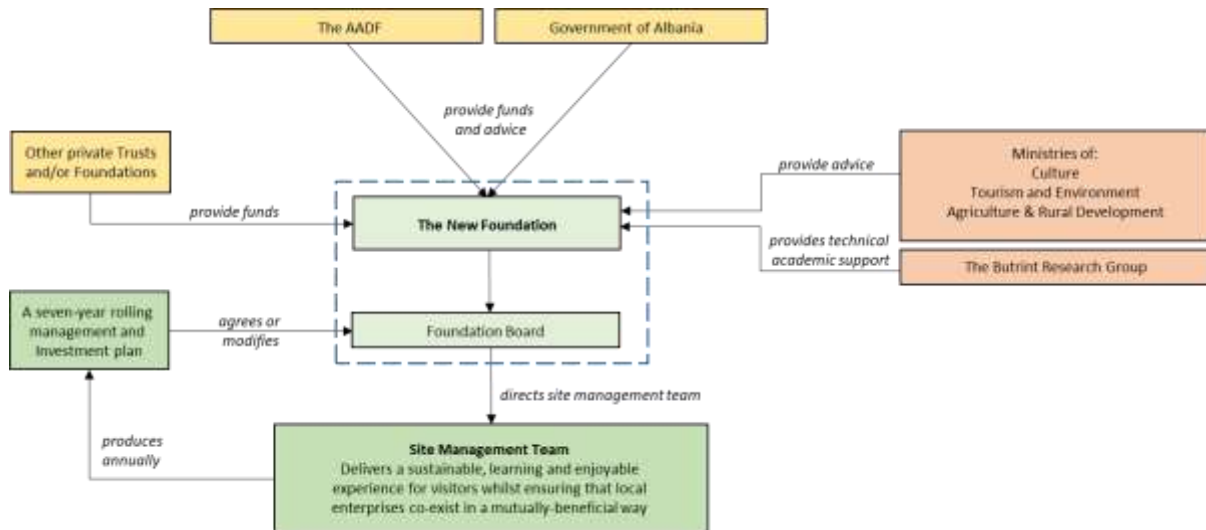 The AADF
Government of Albania
provide funds
and advice
Other private Trusts
and/or Foundations
provide funds
Ministries of:
Culture
Tourism and Environment
Agriculture & Rural Development
provide advice
The New Foundation
provides technical
academic support
The Butrint Research Group
A seven-year rolling
management and
Investment plan
agrees or
modifies
Foundation Board
directs site management team
produces
annually
Site Management Team
Delivers a sustainable, learning and enjoyable
experience for visitors whilst ensuring that local
enterprises co-exist in a mutually-beneficial way